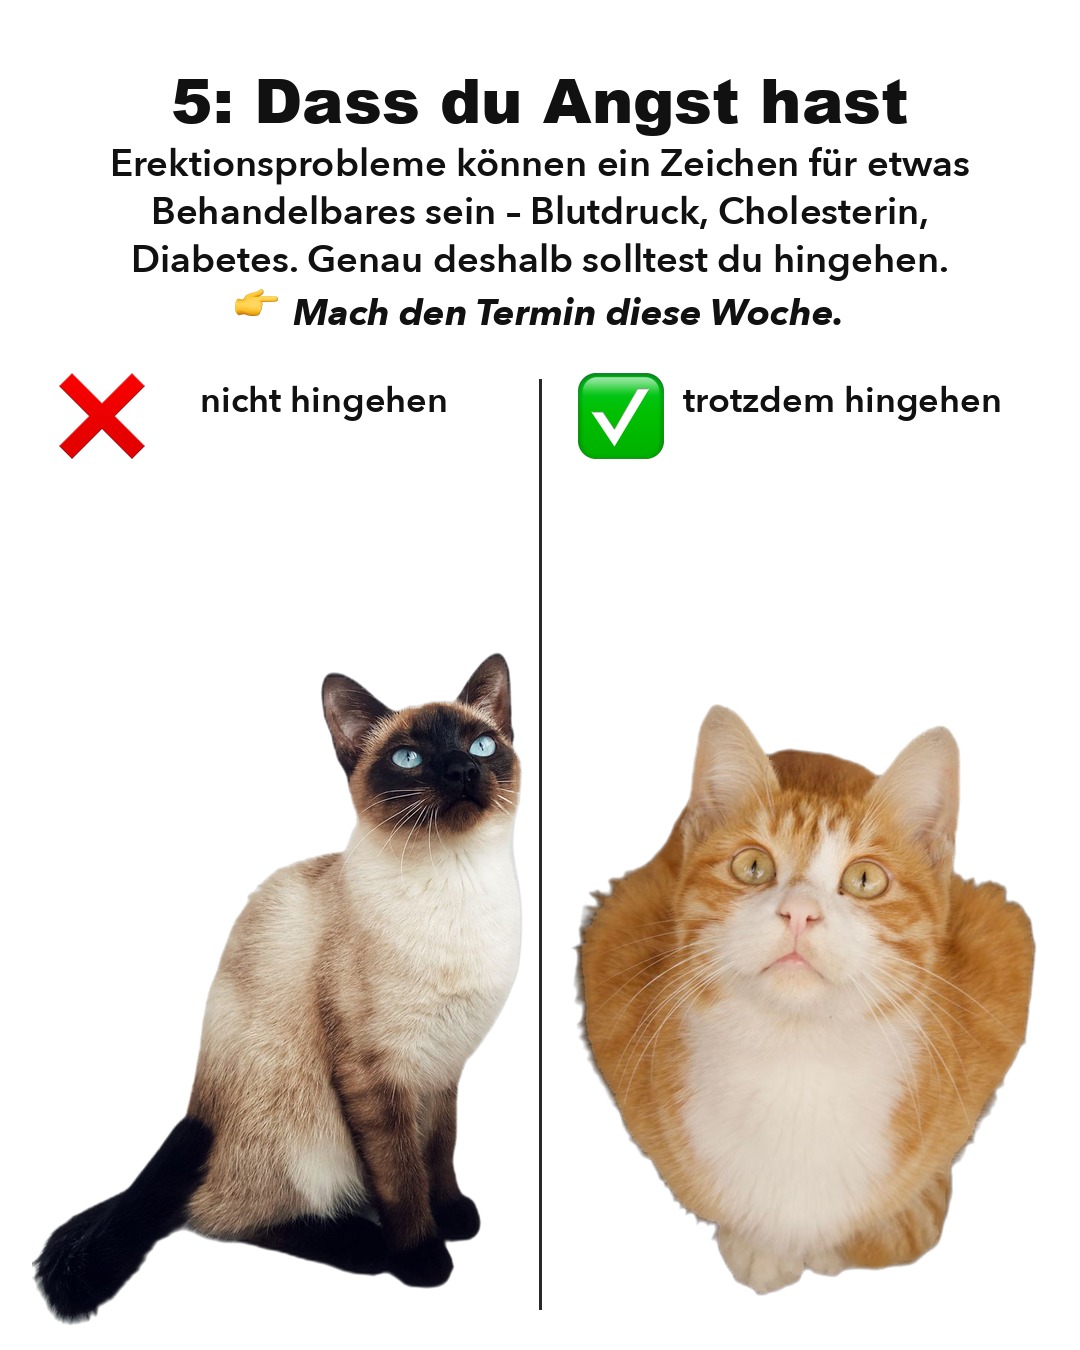 5: Dass du Angst hast
Erektionsprobleme können ein Zeichen für etwas
Behandelbares sein – Blutdruck, Cholesterin,
Diabetes. Genau deshalb solltest du hingehen.
👉 Mach den Termin diese Woche.
❌ nicht hingehen
✅ trotzdem hingehen